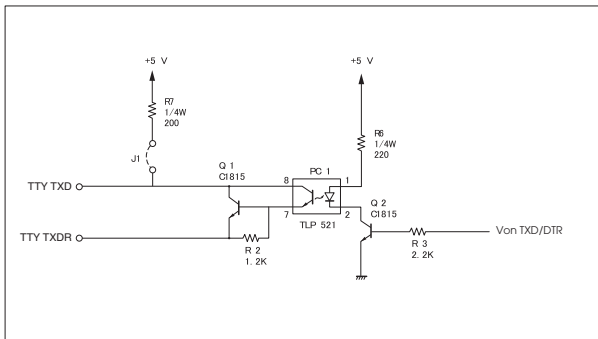 +5 V
+5 V
R7
1/4W
200
R6
1/4W
220
J1
Q 1
C1815
PC 1
8
1
TTY TXD
7
2
Q 2
C1815
TLP 521
TTY TXDR
R 2
1. 2K
R 3
2. 2K
Von TXD/DTR